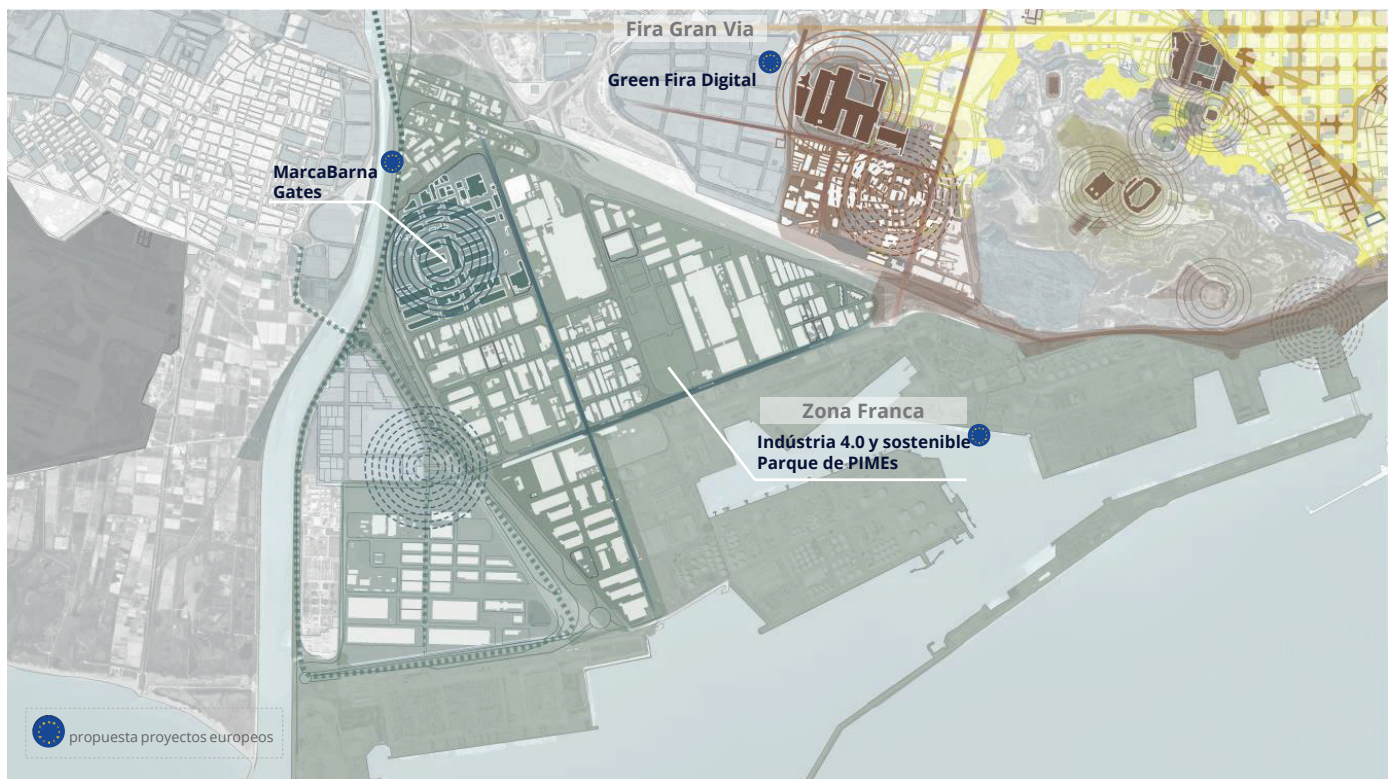 Fira Gran Via
Green Fira Digital
MarcaBarna
Gates
Zona Franca
Indústria 4.0 y sostenible
Parque de PIMEs
propuesta proyectos europeos